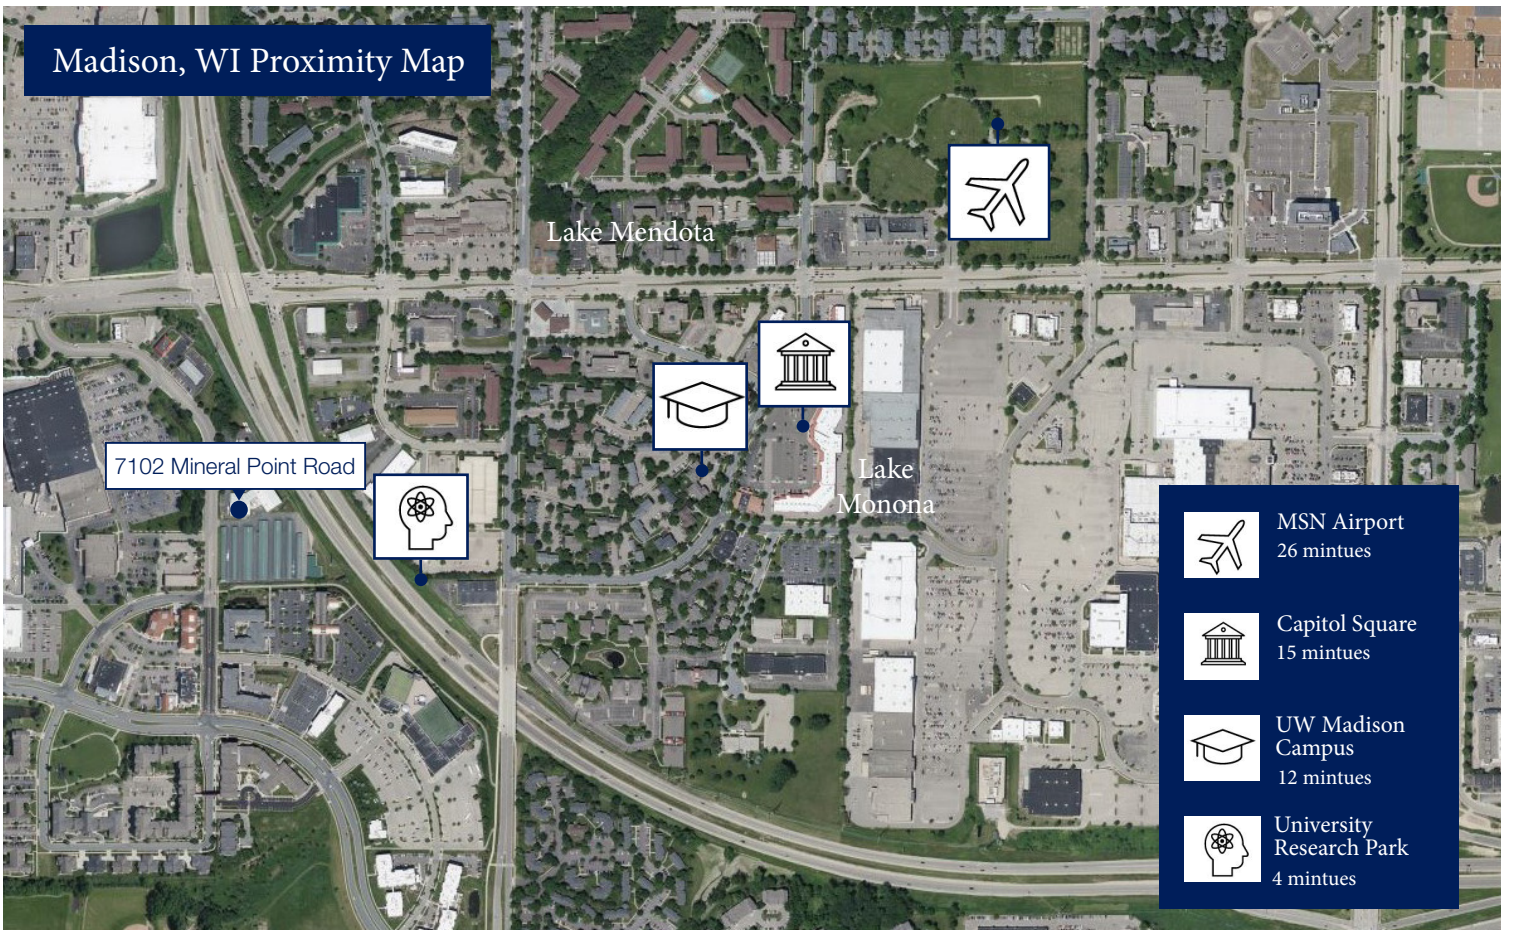 Madison, WI Proximity Map
Lake Mendota
7102 Mineral Point Road
Lake
Monona
MSN Airport
26 mintues
Capitol Square
15 mintues
UW Madison
Campus
12 mintues
University
Research Park
4 mintues